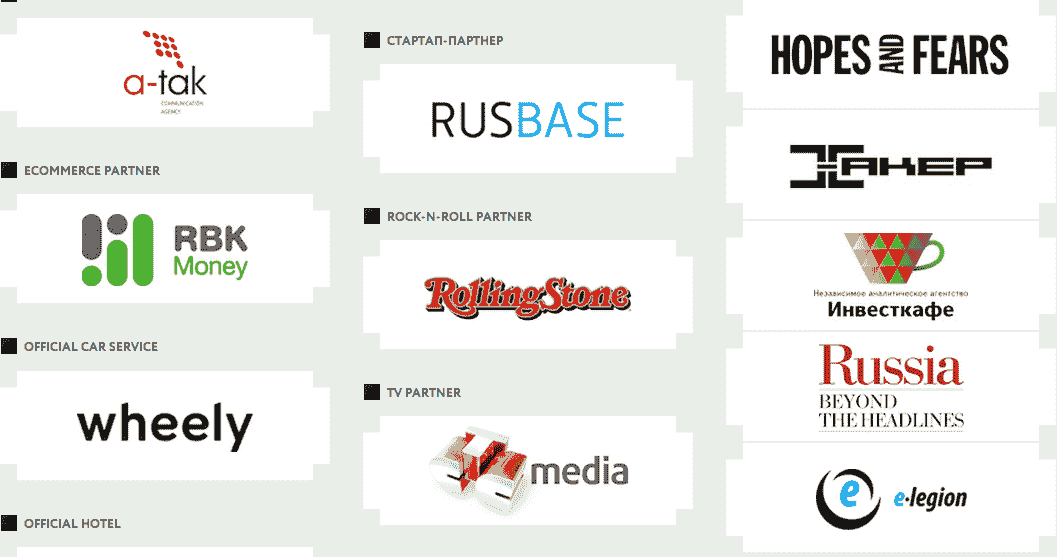 a-tak
COMMUNICATION
AGENCY
ECOMMERCE PARTNER
RBK
Money
OFFICIAL CAR SERVICE
wheely
OFFICIAL HOTEL
СТАРТАП-ПАРТНЕР
RUSBASE
ROCK-N-ROLL PARTNER
RollingStone
TV PARTNER
media
HOPES AND FEARS
ХАКЕР
Независимое аналитическое агентство
Инвесткафе
Russia
BEYOND
THE HEADLINES
e e-legion